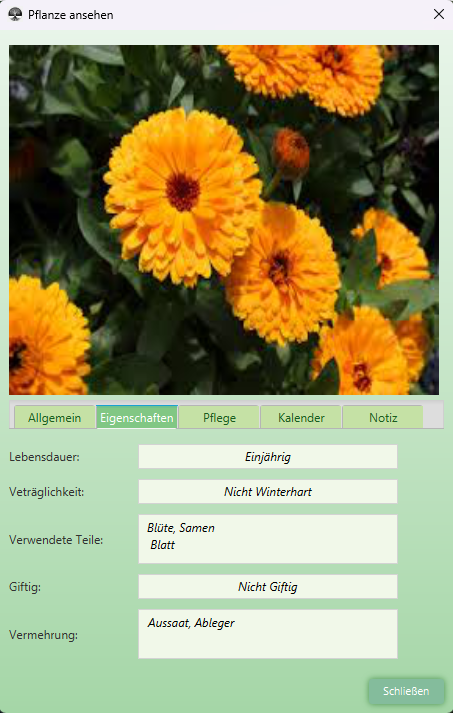 Pflanze ansehen
Allgemein Eigenschaften Pflege Kalender Notiz
Lebensdauer: Einjährig
Veträglichkeit: Nicht Winterhart
Verwendete Teile: Blüte, Samen
Blatt
Giftig: Nicht Giftig
Vermehrung: Aussaat, Ableger
Schließen